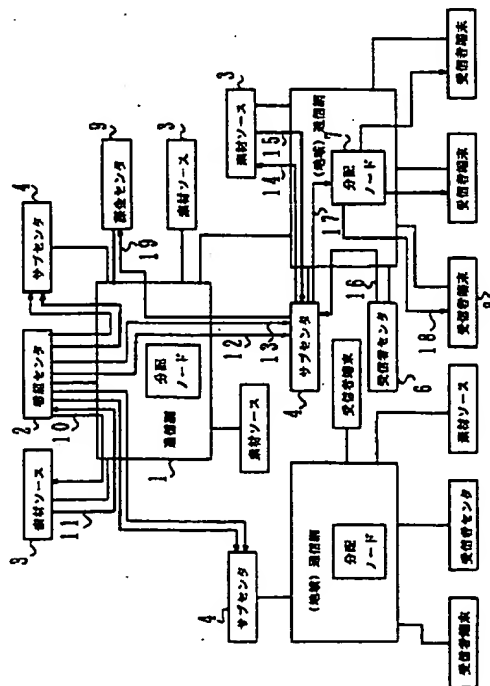 3
素材ソース
2
番組センタ
4
サブセンタ
10
11
9
課金センタ
19
3
素材ソース
1
通信網
分配ノード
12
13
素材ソース
4
サブセンタ
4
サブセンタ
3
素材ソース
14
15
(地域)通信網
分配ノード
7
17
16
18
受信者端末
受信者センタ
6
(地域)通信網
分配ノード
受信者端末
受信者センタ
素材ソース
受信者端末
8
受信者端末
受信者端末